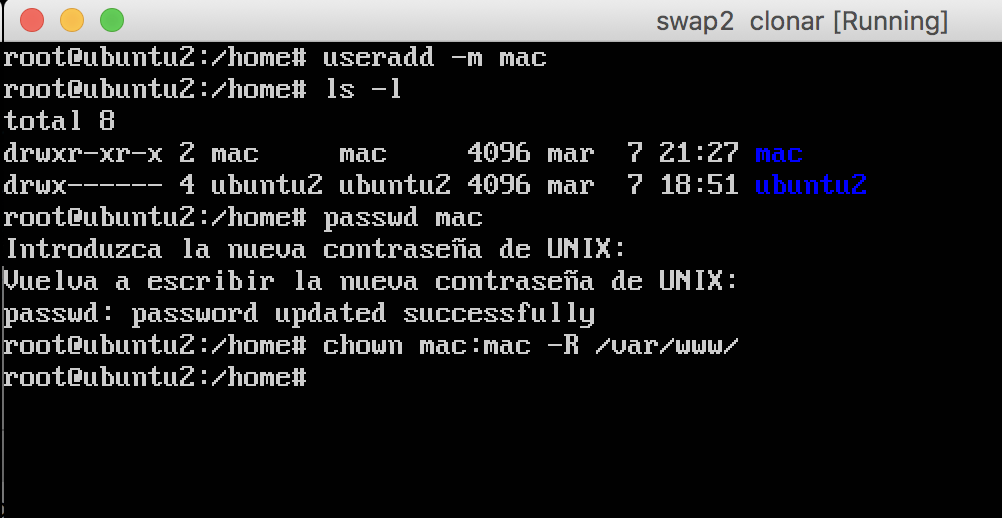 swap2 clonar [Running]
root@ubuntu2:/home# useradd -m mac
root@ubuntu2:/home# ls -l
total 8
drwxr-xr-x 2 mac     mac     4096 mar  7 21:27 mac
drwx------ 4 ubuntu2 ubuntu2 4096 mar  7 18:51 ubuntu2
root@ubuntu2:/home# passwd mac
Introduzca la nueva contraseña de UNIX:
Vuelva a escribir la nueva contraseña de UNIX:
passwd: password updated successfully
root@ubuntu2:/home# chown mac:mac -R /var/www/
root@ubuntu2:/home#